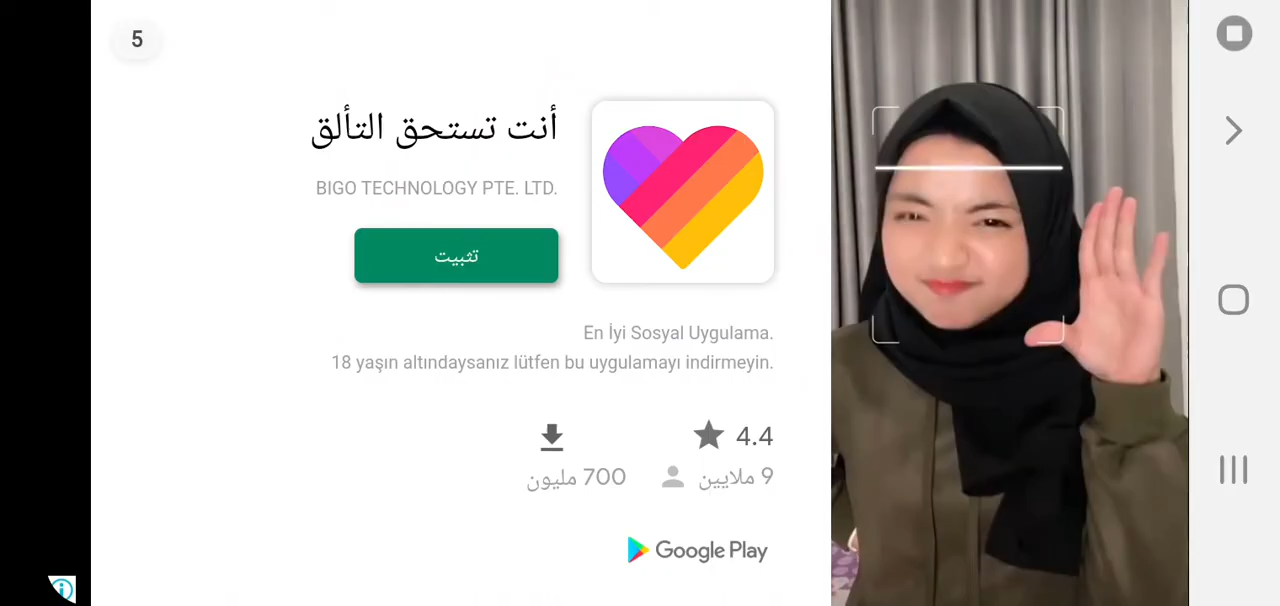 5
أنت تستحق التألق
BIGO TECHNOLOGY PTE. LTD.
تثبيت
En İyi Sosyal Uygulama.
18 yaşın altındaysanız lütfen bu uygulamayı indirmeyin.
4.4
9 ملايين
700 مليون
Google Play